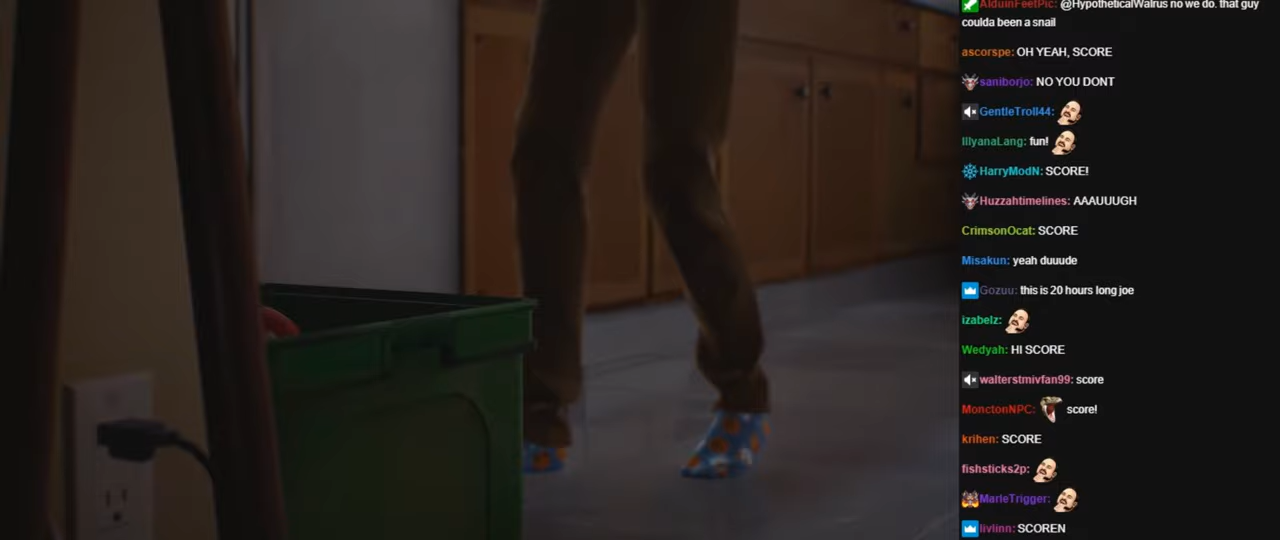 AlduinFeetPic: @HypotheticalWalrus no we do. that guy
coulda been a snail
ascorspe: OH YEAH, SCORE
saniborjo: NO YOU DONT
GentleTroll44:
IllyanaLang: fun!
HarryModN: SCORE!
Huzzahtimelines: AAAUUUGH
CrimsonOcat: SCORE
Misakun: yeah duuude
Gozuu: this is 20 hours long joe
izabelz:
Wedyah: HI SCORE
walterstmivfan99: score
MonctonNPC: score!
krihen: SCORE
fishsticks2p:
MarleTrigger:
livlinn: SCOREN